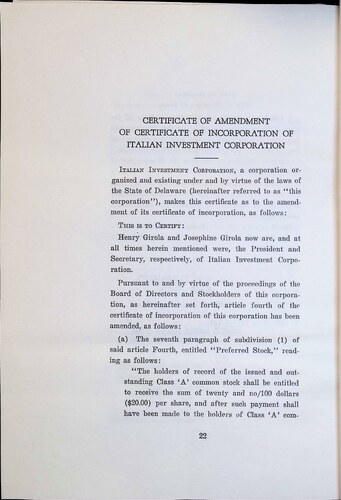 CERTIFICATE OF AMENDMENT
OF CERTIFICATE OF INCORPORATION OF
ITALIAN INVESTMENT CORPORATION
ITALIAN INVESTMENT CORPORATION, a corporation or-
ganized and existing under and by virtue of the laws of
the State of Delaware (hereinafter referred to as "this
corporation"), makes this certificate as to the amend-
ment of its certificate of incorporation, as follows:
THIS IS TO CERTIFY:
Henry Girola and Josephine Girola now are, and at
all times herein mentioned were, the President and
Secretary, respectively, of Italian Investment Corpo-
ration.
Pursuant to and by virtue of the proceedings of the
Board of Directors and Stockholders of this corpora-
tion, as hereinafter set forth, article fourth of the
certificate of incorporation of this corporation has been
amended, as follows:
(a) The seventh paragraph of subdivision (1) of
said article Fourth, entitled "Preferred Stock," read-
ing as follows:
"The holders of record of the issued and out-
standing Class 'A' common stock shall be entitled
to receive the sum of twenty and no/100 dollars
($20.00) per share, and after such payment shall
have been made to the holders of Class 'A' com-
22